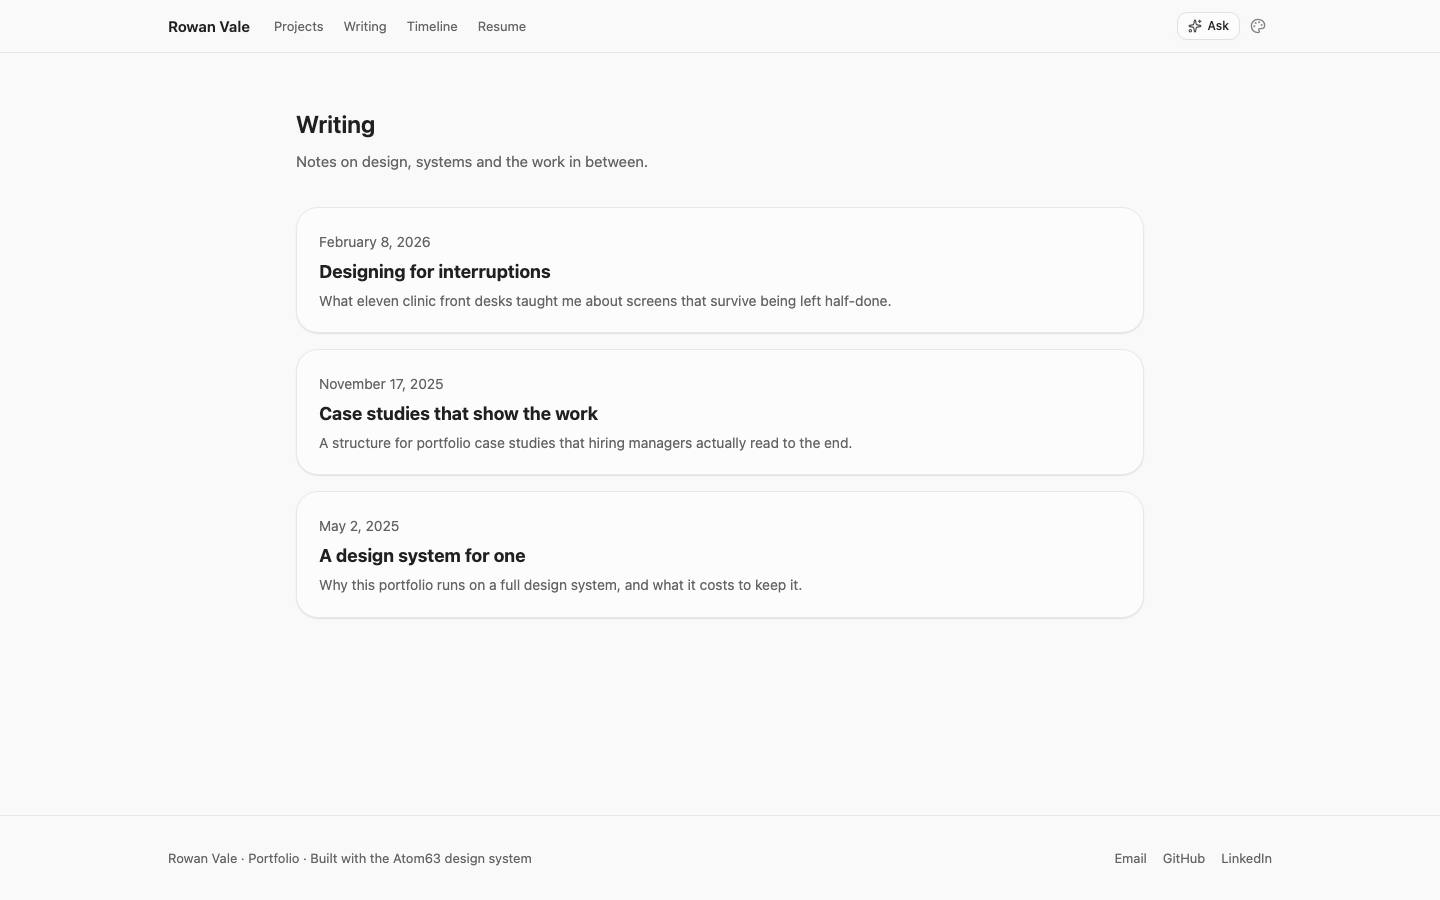 Rowan Vale Projects Writing Timeline Resume Ask
Writing
Notes on design, systems and the work in between.
February 8, 2026
Designing for interruptions
What eleven clinic front desks taught me about screens that survive being left half-done.
November 17, 2025
Case studies that show the work
A structure for portfolio case studies that hiring managers actually read to the end.
May 2, 2025
A design system for one
Why this portfolio runs on a full design system, and what it costs to keep it.
Rowan Vale · Portfolio · Built with the Atom63 design system Email GitHub LinkedIn